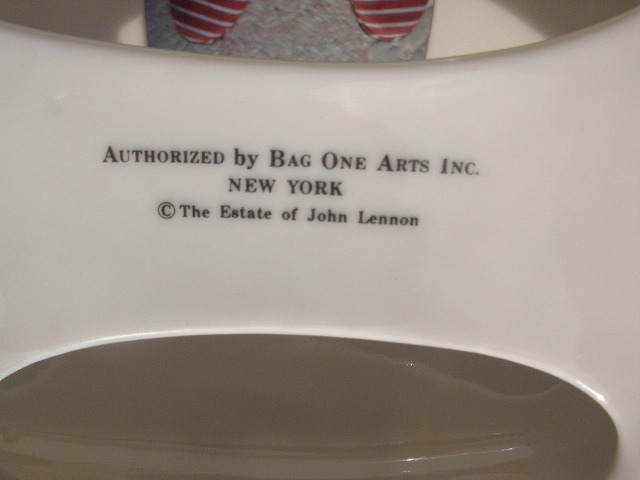 AUTHORIZED by BAG ONE ARTS INC.
NEW YORK
© The Estate of John Lennon